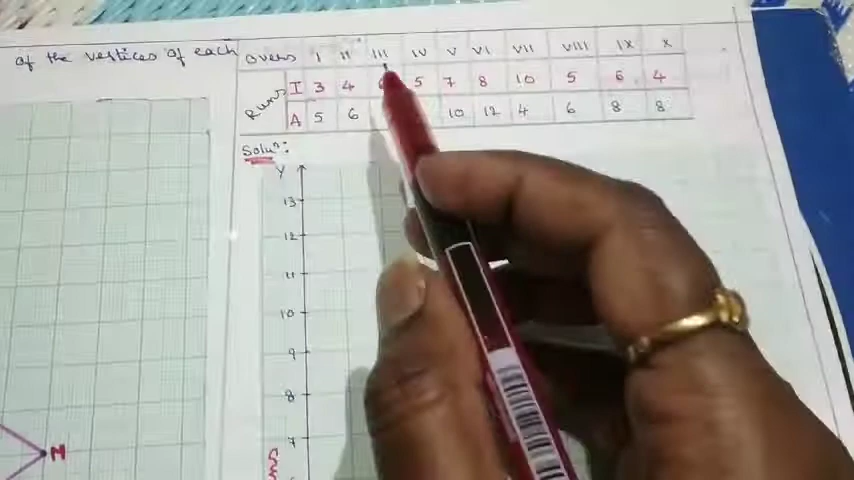 of the vertices of each
overs I II III IV V VI VII VIII IX X
Runs I 3 4 6 5 7 8 10 5 6 4
A 5 6 10 12 4 6 8 8
Soluⁿ:
Y
13
12
11
10
9
8
7
M